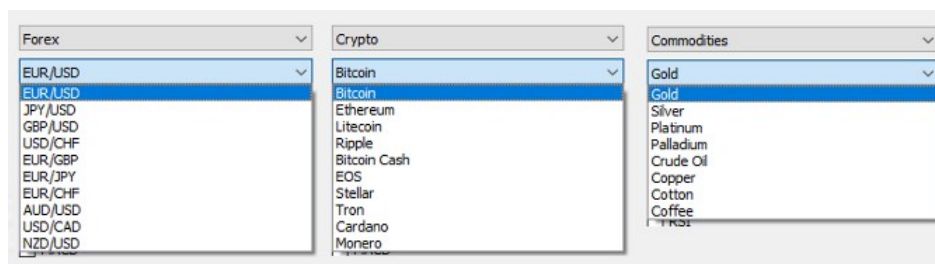 Forex
EUR/USD
EUR/USD
JPY/USD
GBP/USD
USD/CHF
EUR/GBP
EUR/JPY
EUR/CHF
AUD/USD
USD/CAD
NZD/USD
Crypto
Bitcoin
Bitcoin
Ethereum
Litecoin
Ripple
Bitcoin Cash
EOS
Stellar
Tron
Cardano
Monero
Commodities
Gold
Gold
Silver
Platinum
Palladium
Crude Oil
Copper
Cotton
Coffee